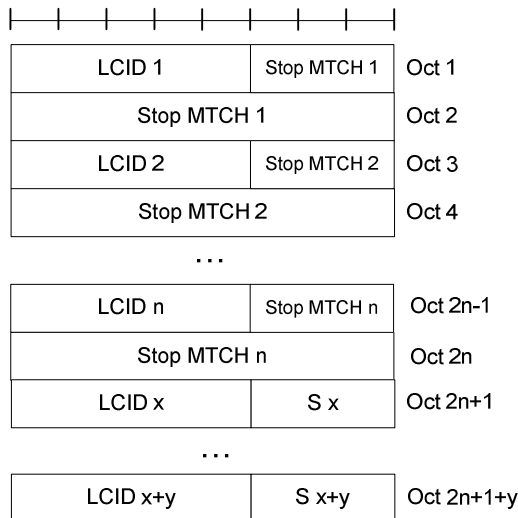 LCID 1 Stop MTCH 1 Oct 1
Stop MTCH 1 Oct 2
LCID 2 Stop MTCH 2 Oct 3
Stop MTCH 2 Oct 4
...
LCID n Stop MTCH n Oct 2n-1
Stop MTCH n Oct 2n
LCID x S x Oct 2n+1
...
LCID x+y S x+y Oct 2n+1+y